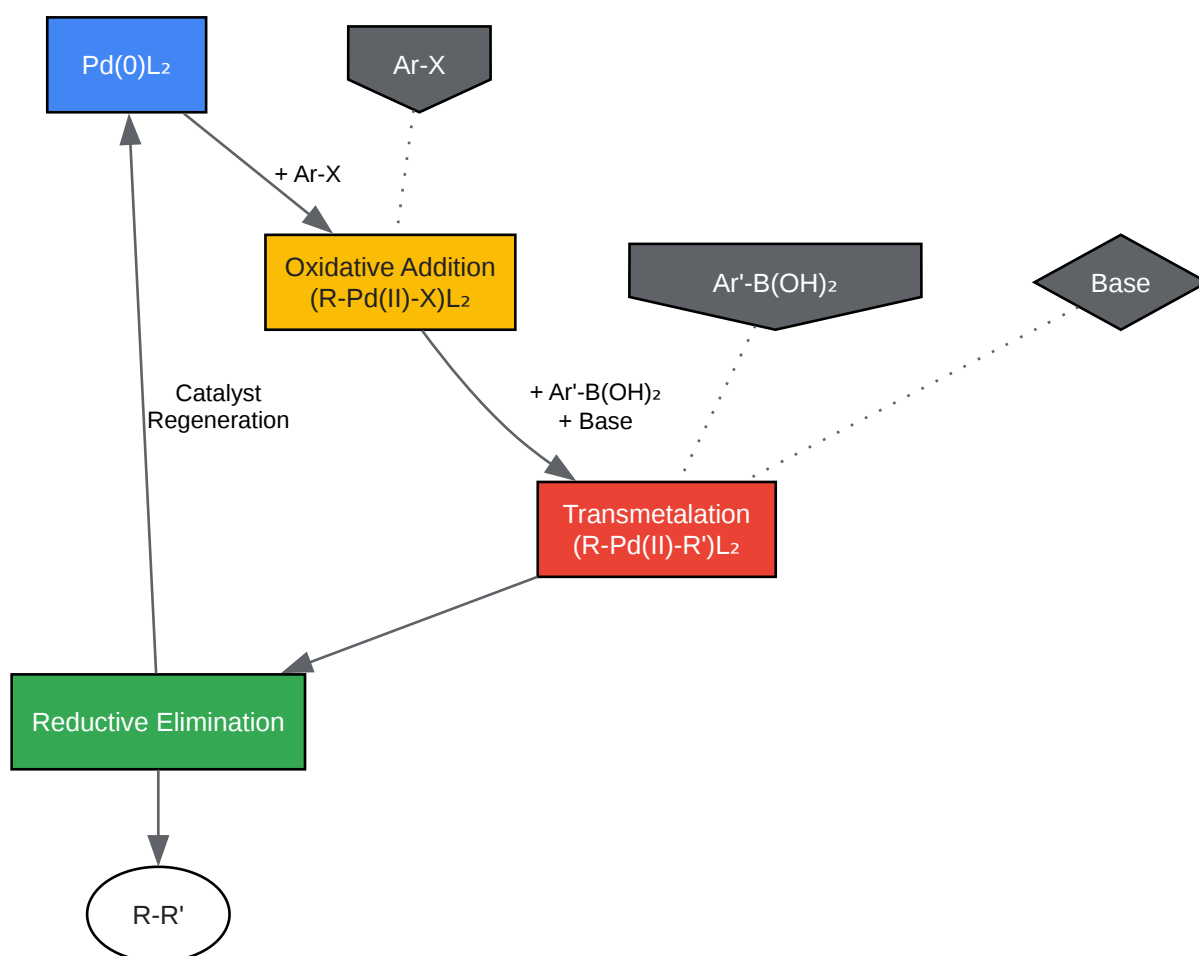 Pd(0)L₂
Ar-X
+ Ar-X
Oxidative Addition
(R-Pd(II)-X)L₂
Ar'-B(OH)₂
Base
Catalyst
Regeneration
+ Ar'-B(OH)₂
+ Base
Transmetalation
(R-Pd(II)-R')L₂
Reductive Elimination
R-R'